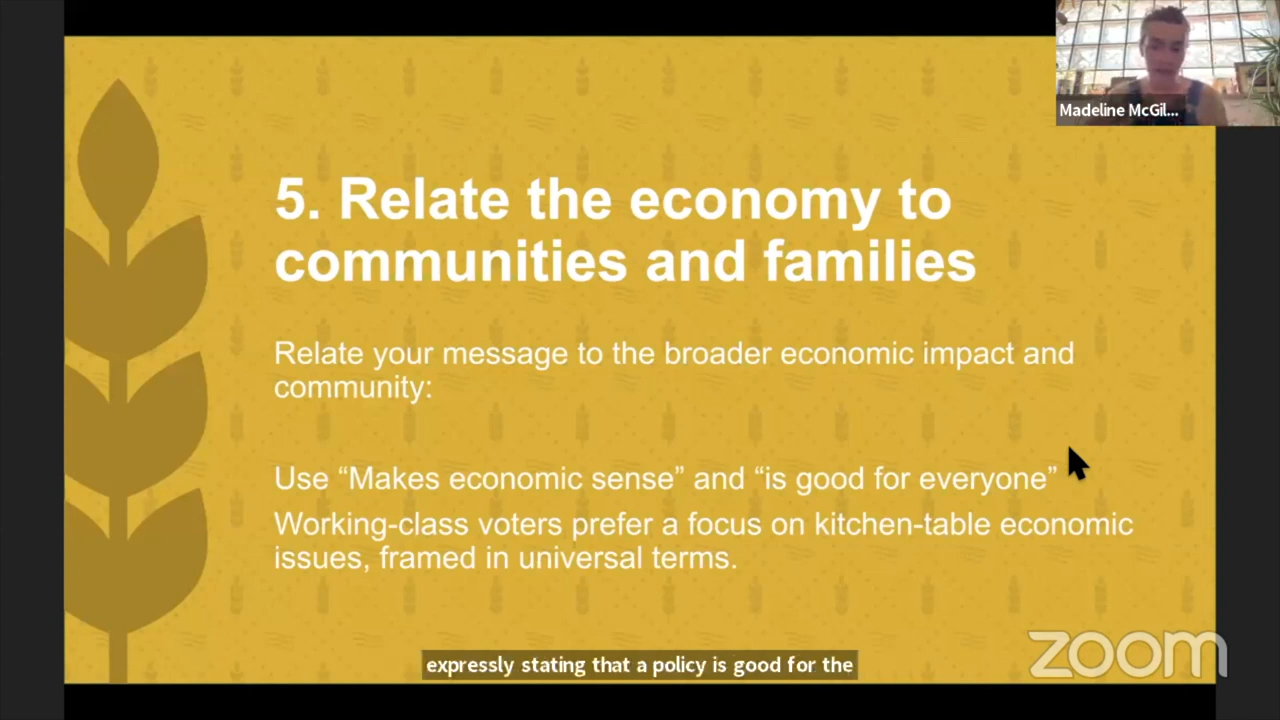 Madeline McGil...
5. Relate the economy to
communities and families
Relate your message to the broader economic impact and
community:
Use “Makes economic sense” and “is good for everyone”
Working-class voters prefer a focus on kitchen-table economic
issues, framed in universal terms.
expressly stating that a policy is good for the
zoom